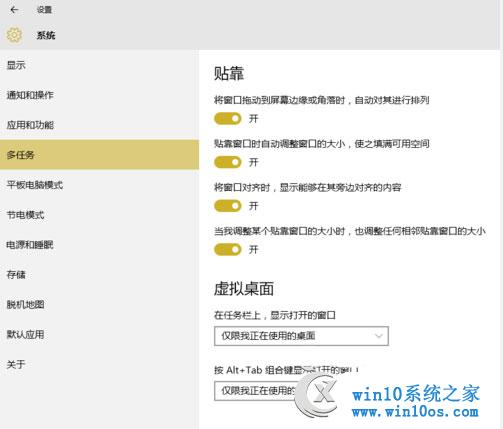 设置
系统
显示
通知和操作
应用和功能
多任务
平板电脑模式
节电模式
电源和睡眠
存储
脱机地图
默认应用
关于
贴靠
将窗口拖动到屏幕边缘或角落时，自动对其进行排列
开
贴靠窗口时自动调整窗口的大小，使之填满可用空间
开
将窗口对齐时，显示能够在其旁边对齐的内容
开
当我调整某个贴靠窗口的大小时，也调整任何相邻贴靠窗口的大小
开
虚拟桌面
在任务栏上，显示打开的窗口
仅限我正在使用的桌面
按 Alt+Tab 组合键显示打开的窗口
仅限我正在使用的
win10系统之家
www.win10os.com